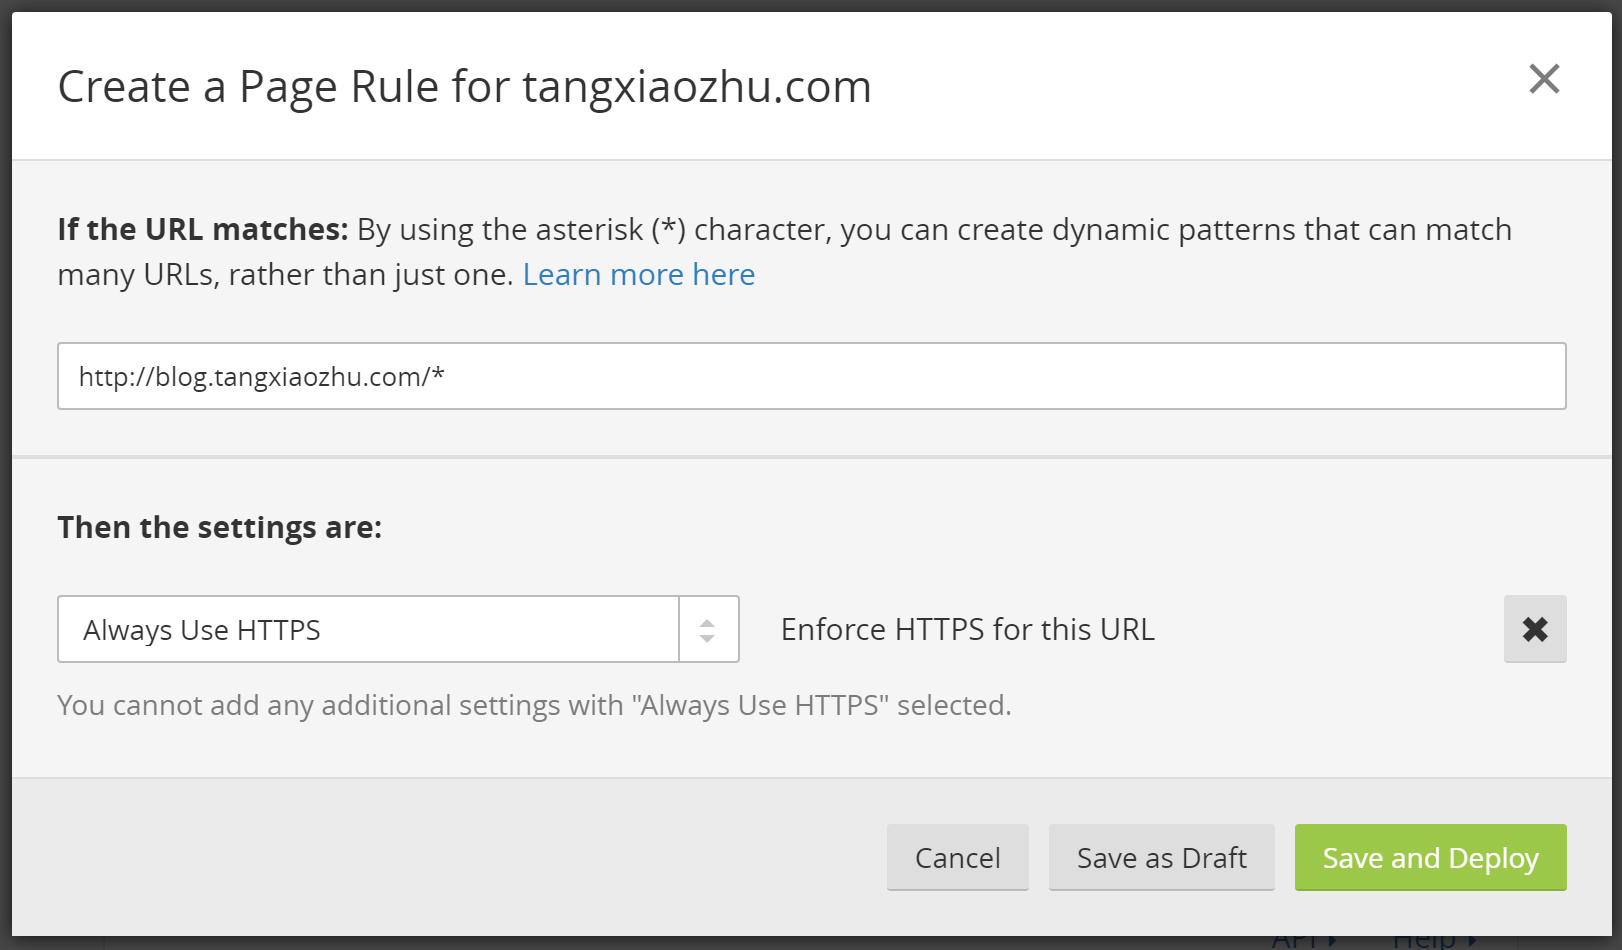 Create a Page Rule for tangxiaozhu.com
If the URL matches: By using the asterisk (*) character, you can create dynamic patterns that can match
many URLs, rather than just one. Learn more here
http://blog.tangxiaozhu.com/*
Then the settings are:
Always Use HTTPS
Enforce HTTPS for this URL
You cannot add any additional settings with "Always Use HTTPS" selected.
Cancel
Save as Draft
Save and Deploy
API
Help